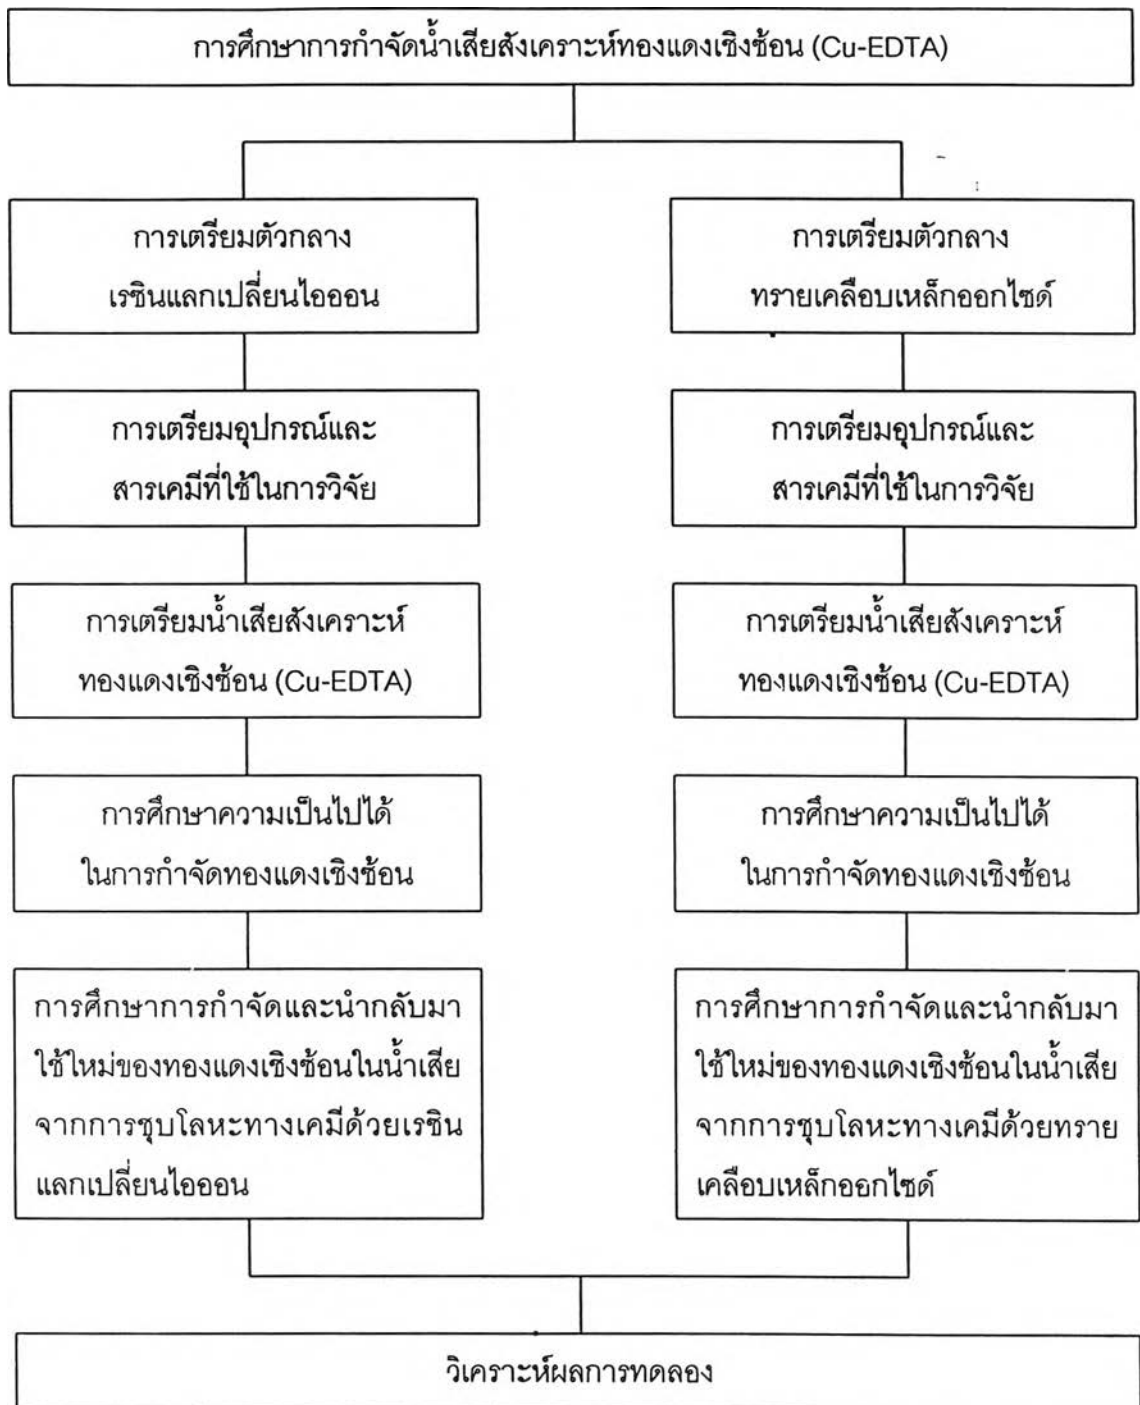 การศึกษาการกำจัดน้ำเสียสังเคราะห์ทองแดงเชิงซ้อน (Cu-EDTA)
การเตรียมตัวกลาง
เรซินแลกเปลี่ยนไอออน
การเตรียมอุปกรณ์และ
สารเคมีที่ใช้ในการวิจัย
การเตรียมน้ำเสียสังเคราะห์
ทองแดงเชิงซ้อน (Cu-EDTA)
การศึกษาความเป็นไปได้
ในการกำจัดทองแดงเชิงซ้อน
การศึกษาการกำจัดและนำกลับมา
ใช้ใหม่ของทองแดงเชิงซ้อนในน้ำเสีย
จากการชุบโลหะทางเคมีด้วยเรซิน
แลกเปลี่ยนไอออน
การเตรียมตัวกลาง
ทรายเคลือบเหล็กออกไซด์
การเตรียมอุปกรณ์และ
สารเคมีที่ใช้ในการวิจัย
การเตรียมน้ำเสียสังเคราะห์
ทองแดงเชิงซ้อน (Cu-EDTA)
การศึกษาความเป็นไปได้
ในการกำจัดทองแดงเชิงซ้อน
การศึกษาการกำจัดและนำกลับมา
ใช้ใหม่ของทองแดงเชิงซ้อนในน้ำเสีย
จากการชุบโลหะทางเคมีด้วยทราย
เคลือบเหล็กออกไซด์
วิเคราะห์ผลการทดลอง